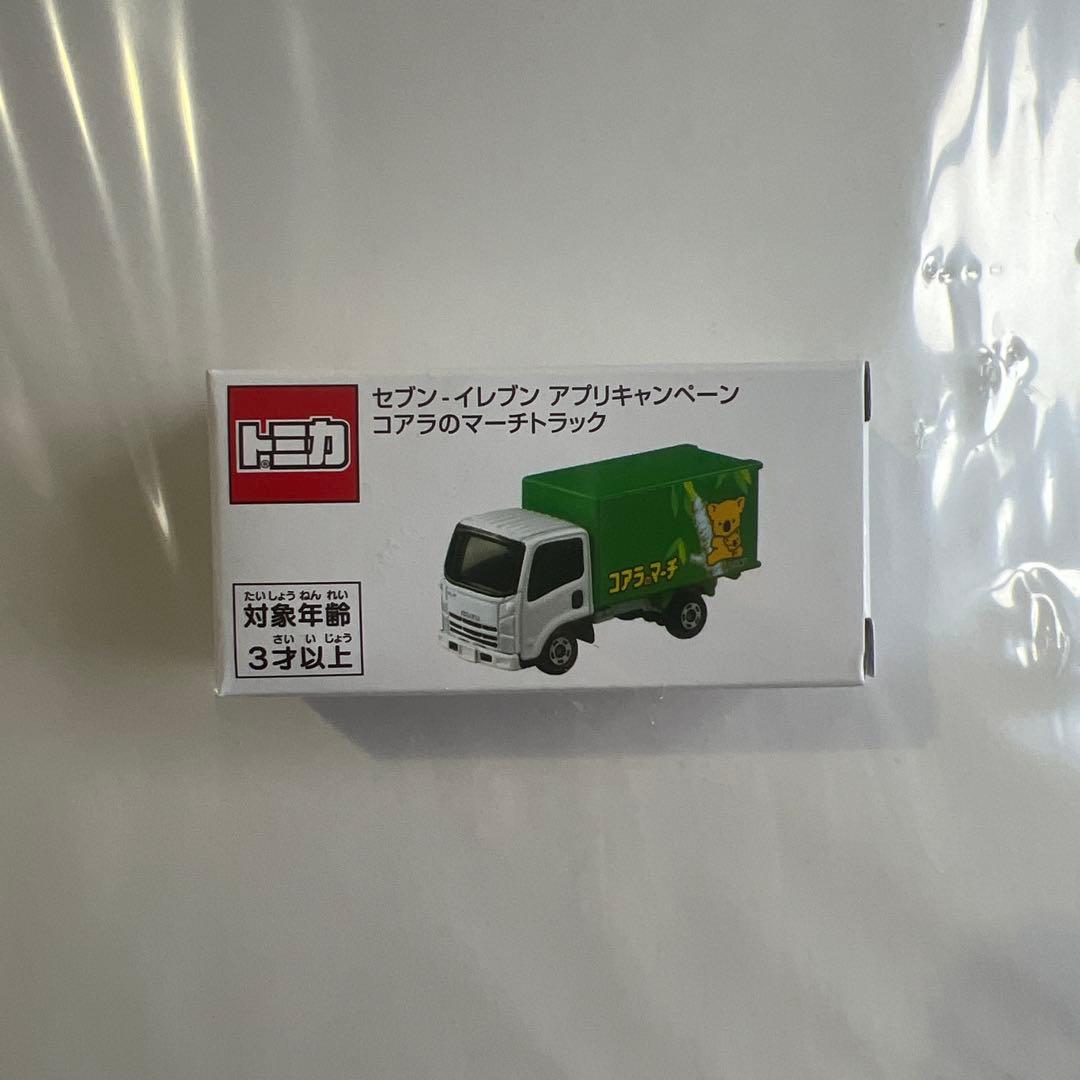 セブン-イレブン アプリキャンペーン
コアラのマーチトラック
トミカ
®
コアラのマーチ
ISUZU
たいしょうねんれい
対象年齢
さいいじょう
3才以上